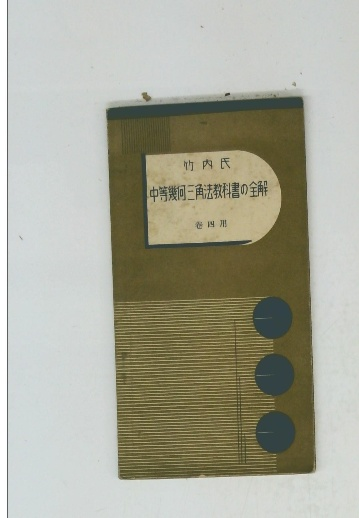 竹内氏
中等幾何三角法教科書の全解
巻四用